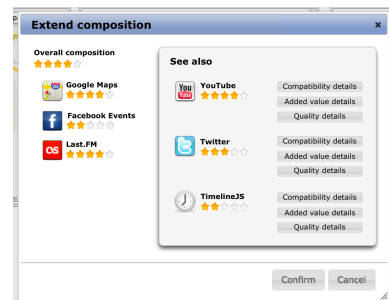 Extend composition
Overall composition
Google Maps
Facebook Events
Last.FM
See also
You Tube
YouTube
Compatibility details
Added value details
Quality details
Twitter
Compatibility details
Added value details
Quality details
TimelineJS
Compatibility details
Added value details
Quality details
Confirm Cancel